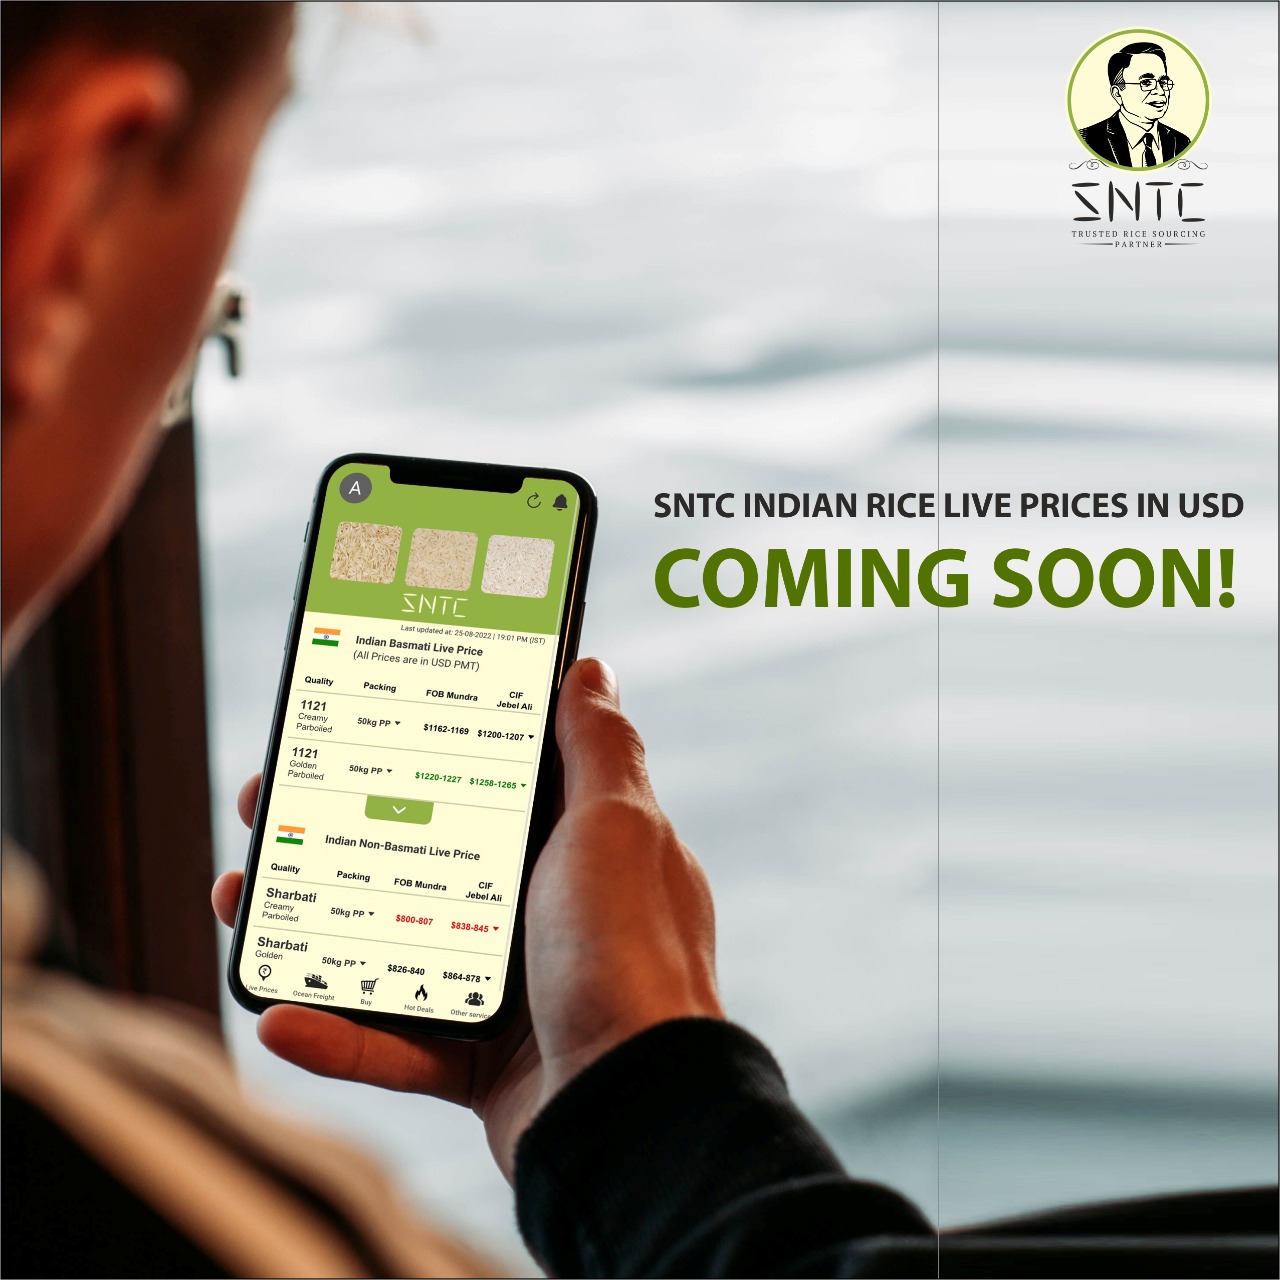 SNTC
TRUSTED RICE SOURCING
PARTNER
SNTC INDIAN RICE LIVE PRICES IN USD
COMING SOON!
A
SNTC
Last updated at: 25-08-2022 | 19:01 PM (IST)
Indian Basmati Live Price
(All Prices are in USD PMT)
Quality Packing FOB Mundra CIF
Jebel Ali
1121
Creamy
Parboiled
50kg PP $1162-1169 $1200-1207
1121
Golden
Parboiled
50kg PP $1220-1227 $1258-1265
Indian Non-Basmati Live Price
Quality Packing FOB Mundra CIF
Jebel Ali
Sharbati
Creamy
Parboiled
50kg PP $800-807 $838-845
Sharbati
Golden
50kg PP $826-840 $864-878
Live Prices Ocean Freight Buy Hot Deals Other service